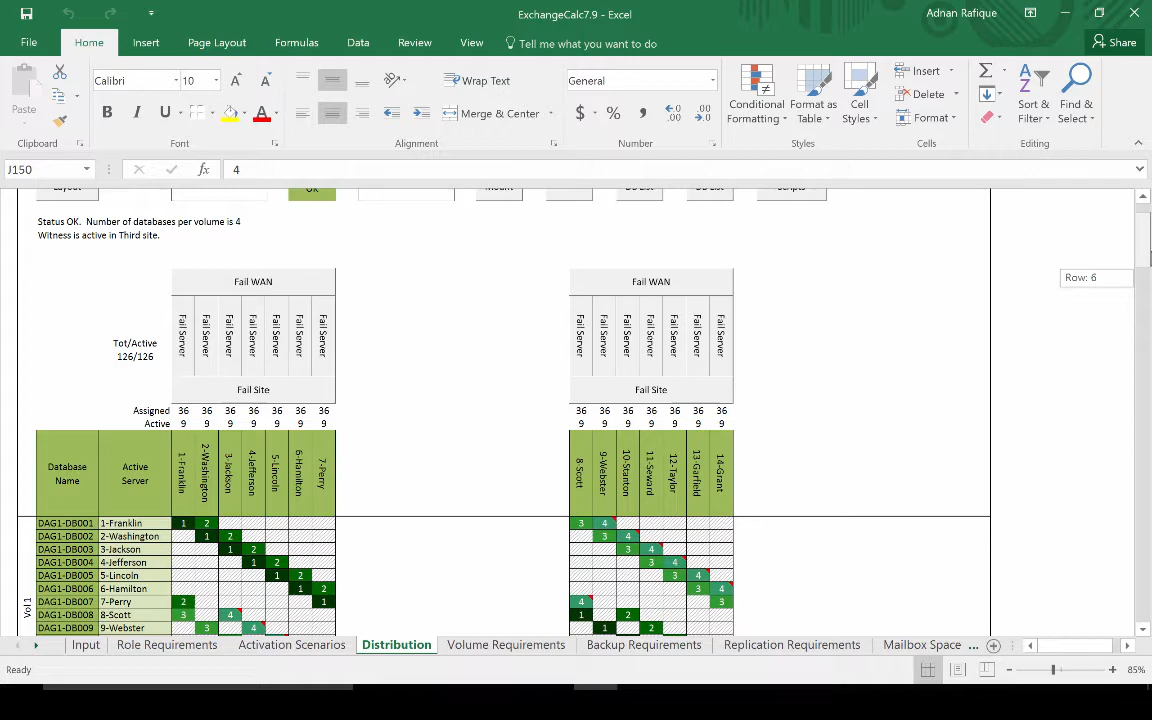 ExchangeCalc7.9 - Excel
Adnan Rafique
File Home Insert Page Layout Formulas Data Review View Tell me what you want to do Share
Paste
Calibri 10
B I U
Wrap Text
Merge & Center
General
$ % ,
Conditional Formatting
Format as Table
Cell Styles
Insert
Delete
Format
Sort & Filter
Find & Select
Clipboard Font Alignment Number Styles Cells Editing
J150 fx 4
Layout OK Mount DB List DB List Scripts
Status OK. Number of databases per volume is 4
Witness is active in Third site.
Row: 6
Fail WAN Fail WAN
Fail Server Fail Server Fail Server Fail Server Fail Server Fail Server Fail Server Fail Server Fail Server Fail Server Fail Server Fail Server Fail Server Fail Server
Tot/Active
126/126
Fail Site Fail Site
Assigned 36 36 36 36 36 36 36 36 36 36 36 36 36 36
Active 9 9 9 9 9 9 9 9 9 9 9 9 9 9
Database Name Active Server 1-Franklin 2-Washington 3-Jackson 4-Jefferson 5-Lincoln 6-Hamilton 7-Perry 8-Scott 9-Webster 10-Stanton 11-Seward 12-Taylor 13-Garfield 14-Grant
Vol 1
DAG1-DB001 1-Franklin 1 2 3 4
DAG1-DB002 2-Washington 1 2 3 4
DAG1-DB003 3-Jackson 1 2 3 4
DAG1-DB004 4-Jefferson 1 2 3 4
DAG1-DB005 5-Lincoln 1 2 3 4
DAG1-DB006 6-Hamilton 1 2 3 4
DAG1-DB007 7-Perry 2 1 4 3
DAG1-DB008 8-Scott 3 4 1 2
DAG1-DB009 9-Webster 3 4 1 2
Input Role Requirements Activation Scenarios Distribution Volume Requirements Backup Requirements Replication Requirements Mailbox Space ...
Ready 85%